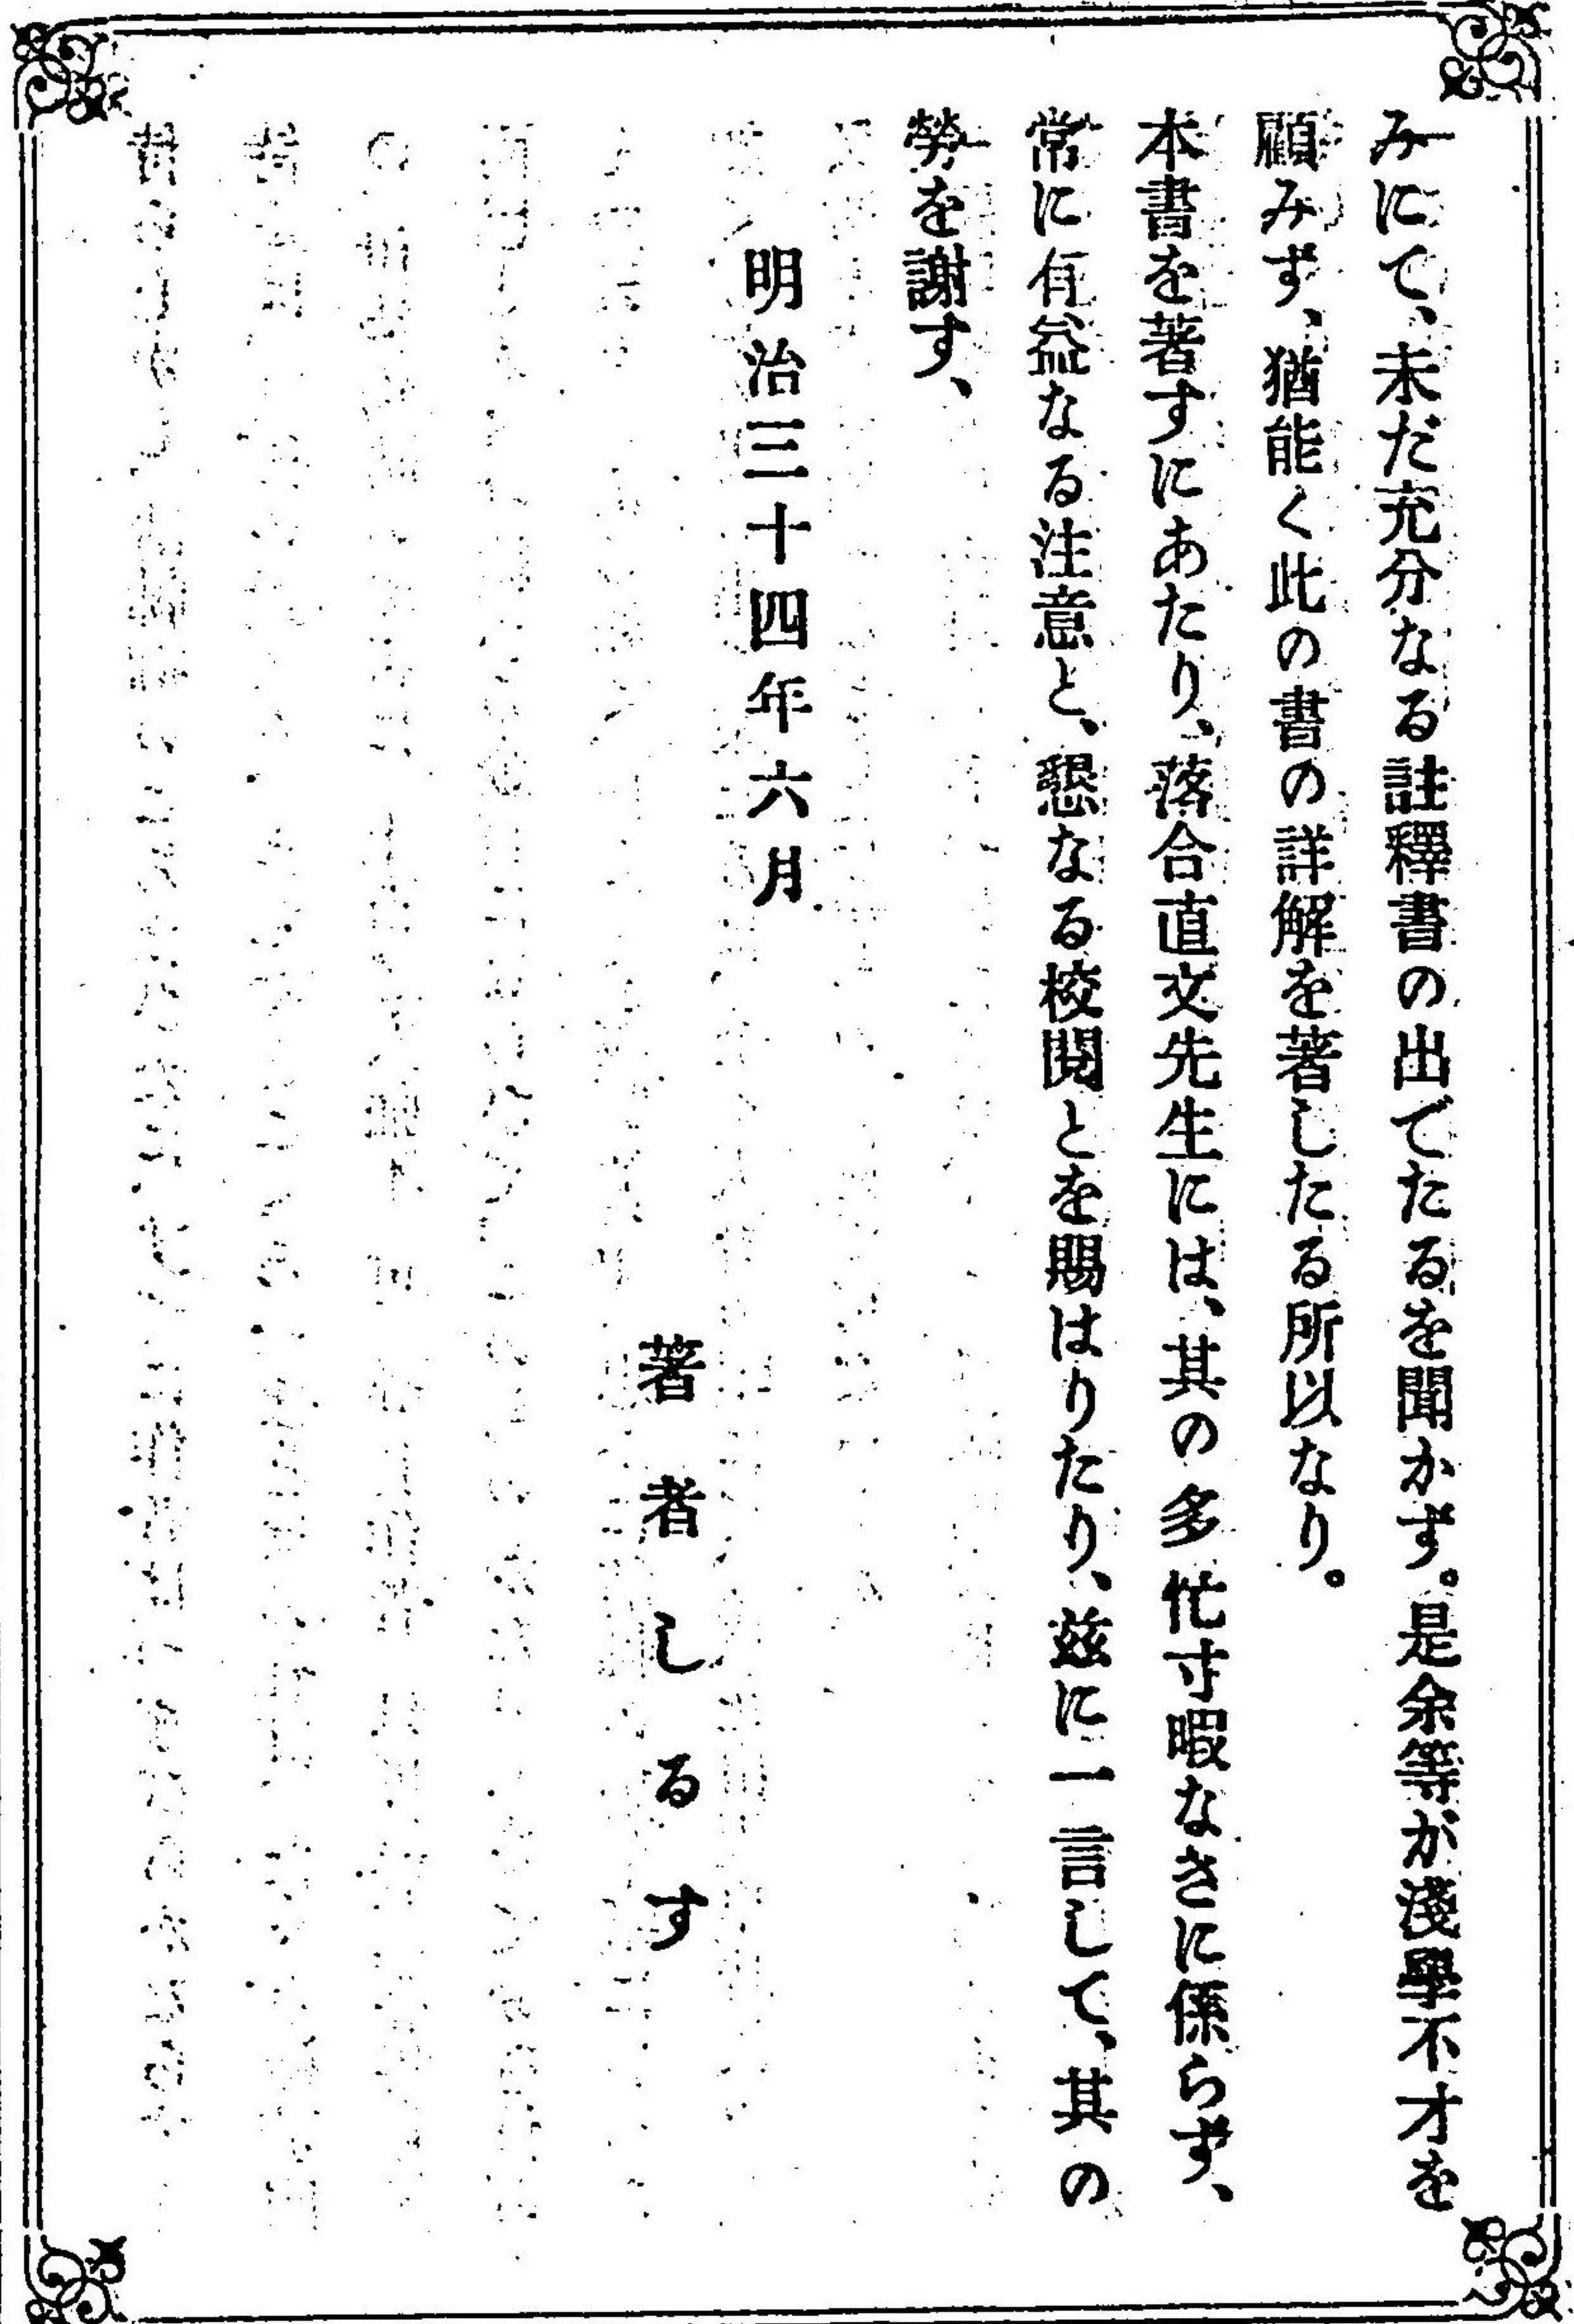 みにて、未だ充分なる註釋書の出でたるを聞かず。是余等が淺學不才を
顧みず、猶能く此の書の詳解を著したる所以なり。
本書を著すにあたり、落合直文先生には、其の多忙寸暇なきに係らず、
常に有益なる注意と、懇なる校閲とを賜はりたり、玆に一言して、其の
勞を謝す、
明治三十四年六月
著者しるす